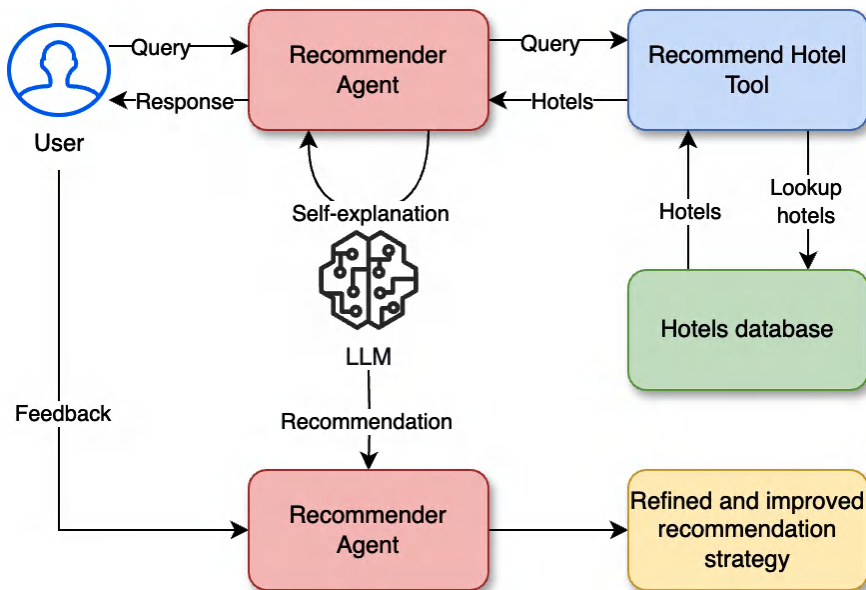 Query
Recommender
Agent
Query
Recommend Hotel
Tool
Response
Hotels
User
Self-explanation
Hotels
Lookup
hotels
LLM
Hotels database
Feedback
Recommendation
Recommender
Agent
Refined and improved
recommendation
strategy